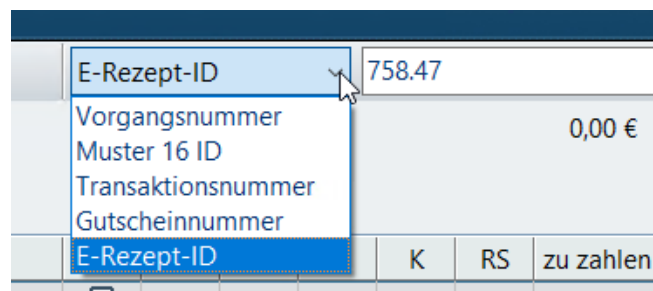 E-Rezept-ID 758.47
Vorgangsnummer
0,00 €
Muster 16 ID
Transaktionsnummer
Gutscheinnummer
E-Rezept-ID
K RS zu zahlen